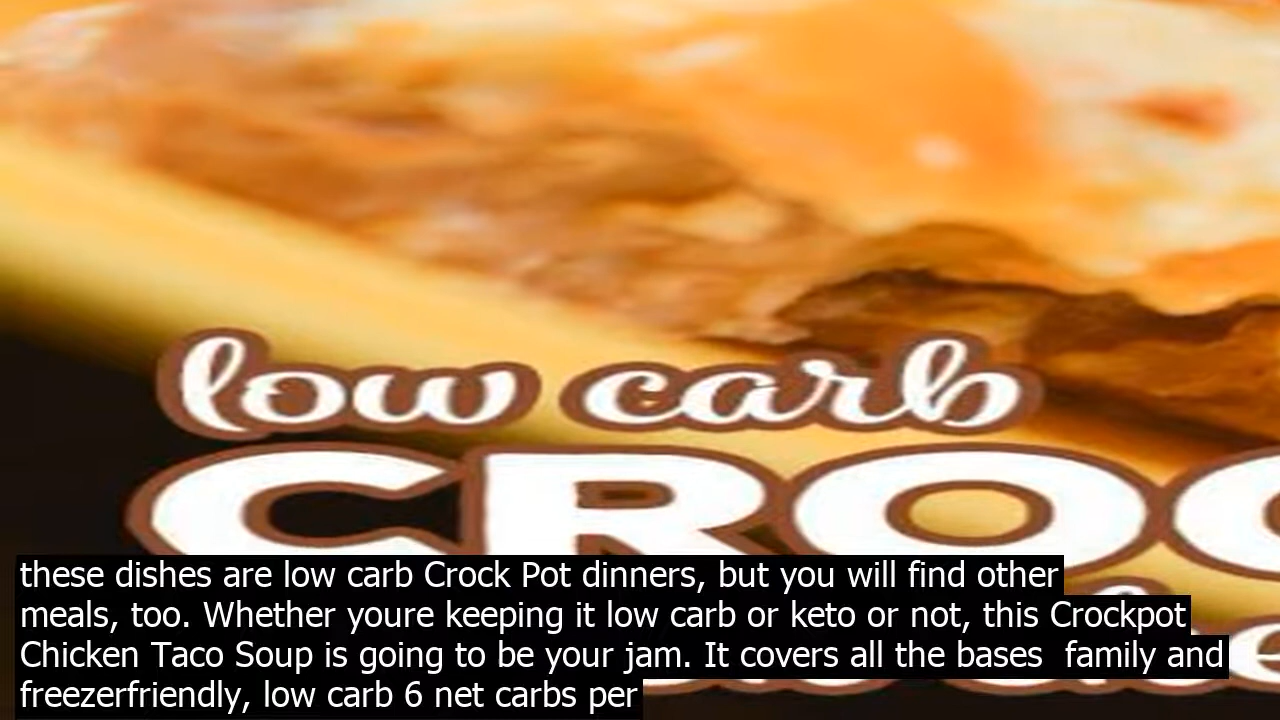 low carb
CROC
these dishes are low carb Crock Pot dinners, but you will find other
meals, too. Whether youre keeping it low carb or keto or not, this Crockpot
Chicken Taco Soup is going to be your jam. It covers all the bases  family and
freezerfriendly, low carb 6 net carbs per